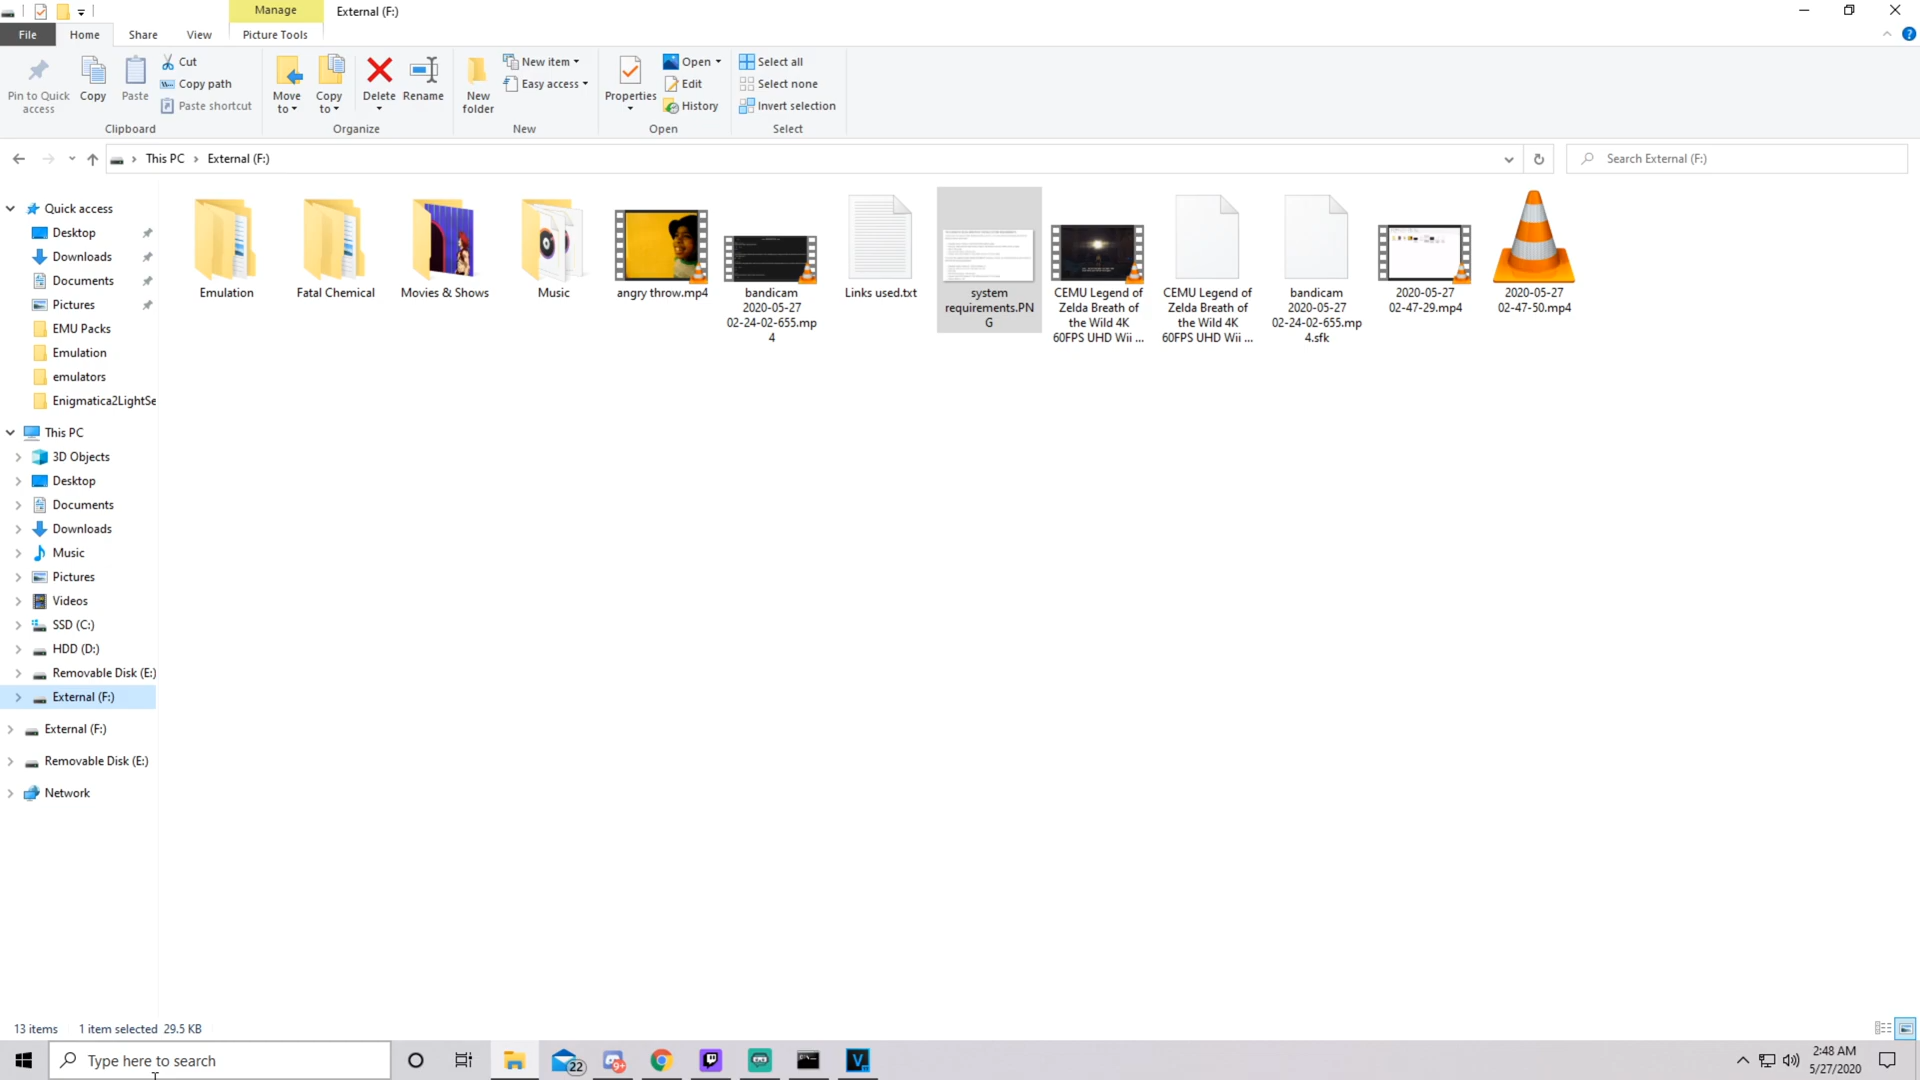 Manage
External (F:)
File
Home
Share
View
Picture Tools
Pin to Quick
access
Copy
Paste
Cut
Copy path
Paste shortcut
Clipboard
Move
to
Copy
to
Delete
Rename
Organize
New
folder
New item
Easy access
New
Properties
Open
Edit
History
Open
Select all
Select none
Invert selection
Select
This PC
External (F:)
Search External (F:)
Quick access
Desktop
Downloads
Documents
Pictures
EMU Packs
Emulation
emulators
Enigmatica2LightSe
This PC
3D Objects
Desktop
Documents
Downloads
Music
Pictures
Videos
SSD (C:)
HDD (D:)
Removable Disk (E:)
External (F:)
External (F:)
Removable Disk (E:)
Network
Emulation
Fatal Chemical
Movies & Shows
Music
angry throw.mp4
bandicam
2020-05-27
02-24-02-655.mp
4
Links used.txt
system
requirements.PN
G
CEMU Legend of
Zelda Breath of
the Wild 4K
60FPS UHD Wii ...
CEMU Legend of
Zelda Breath of
the Wild 4K
60FPS UHD Wii ...
bandicam
2020-05-27
02-24-02-655.mp
4.sfk
2020-05-27
02-47-29.mp4
2020-05-27
02-47-50.mp4
13 items
1 item selected 29.5 KB
Type here to search
22
9+
2:48 AM
5/27/2020